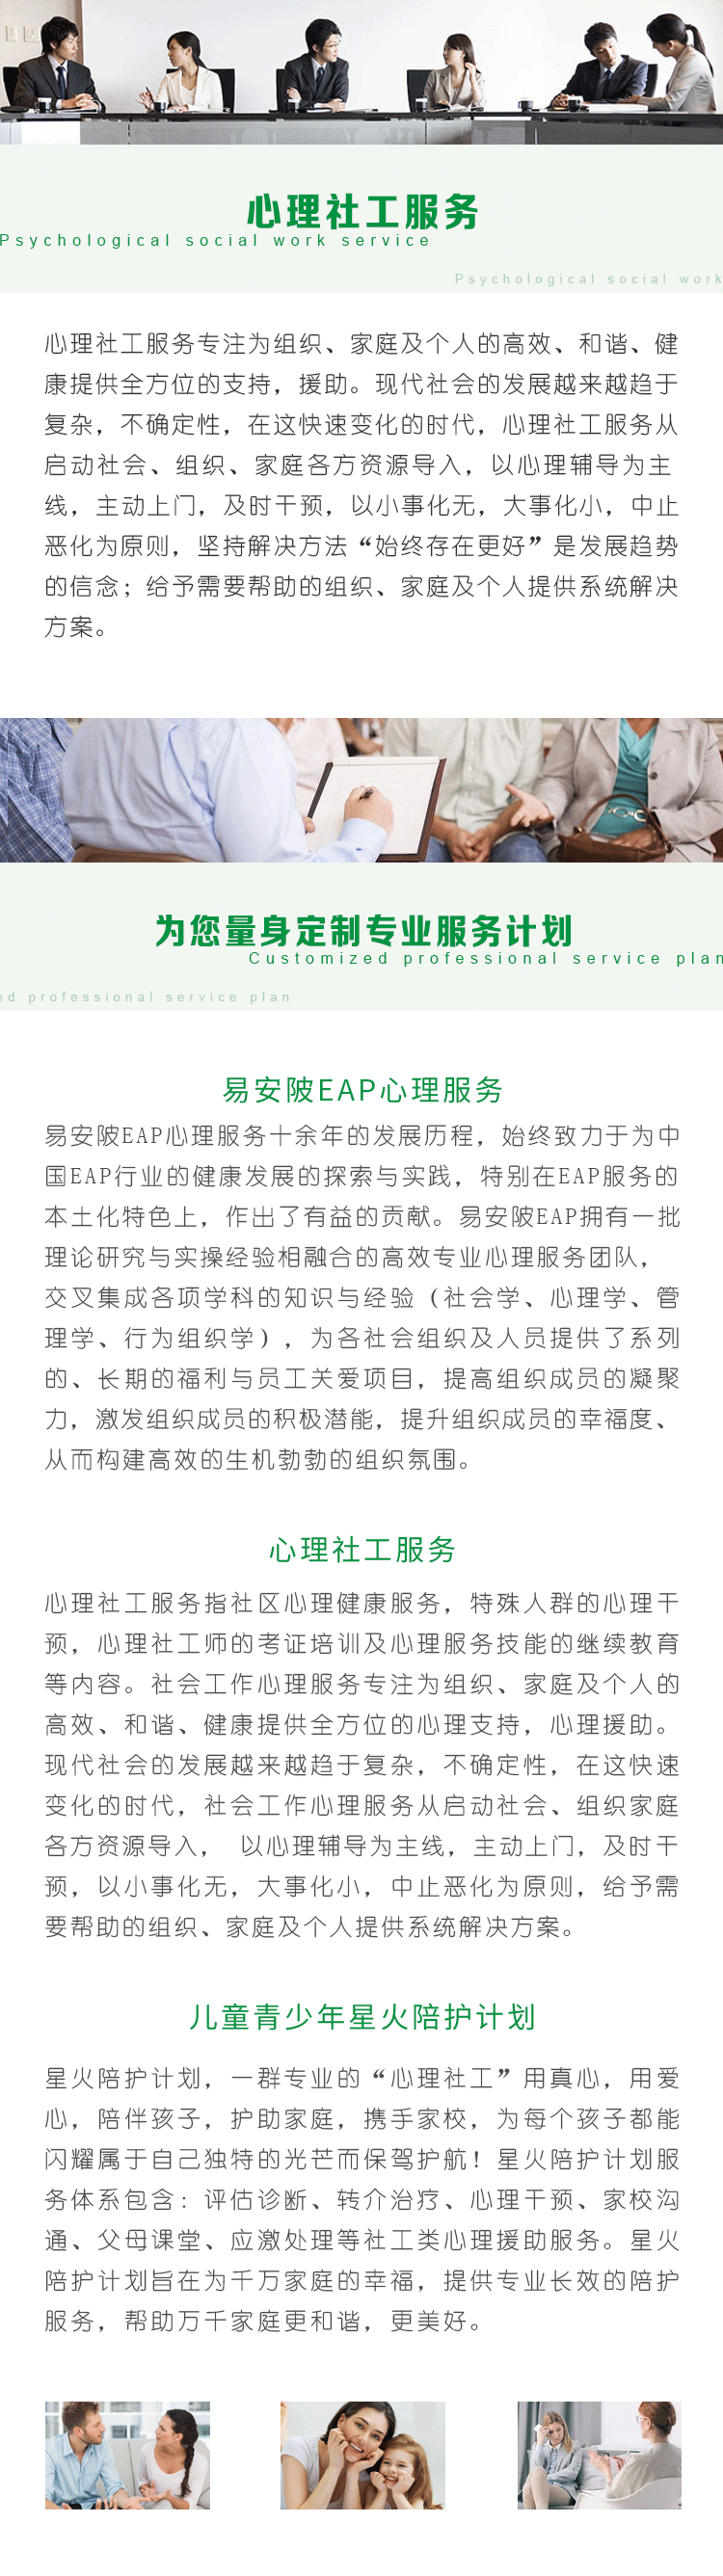 心理社工服务
Psychological social work service
Psychological social work
心理社工服务专注为组织、家庭及个人的高效、和谐、健
康提供全方位的支持，援助。现代社会的发展越来越趋于
复杂，不确定性，在这快速变化的时代，心理社工服务从
启动社会、组织、家庭各方资源导入，以心理辅导为主
线，主动上门，及时干预，以小事化无，大事化小，中止
恶化为原则，坚持解决方法“始终存在更好”是发展趋势
的信念；给予需要帮助的组织、家庭及个人提供系统解决
方案。
为您量身定制专业服务计划
Customized professional service plan
ed professional service plan
易安陂EAP心理服务
易安陂EAP心理服务十余年的发展历程，始终致力于为中
国EAP行业的健康发展的探索与实践，特别在EAP服务的
本土化特色上，作出了有益的贡献。易安陂EAP拥有一批
理论研究与实操经验相融合的高效专业心理服务团队，
交叉集成各项学科的知识与经验（社会学、心理学、管
理学、行为组织学），为各社会组织及人员提供了系列
的、长期的福利与员工关爱项目，提高组织成员的凝聚
力，激发组织成员的积极潜能，提升组织成员的幸福度、
从而构建高效的生机勃勃的组织氛围。
心理社工服务
心理社工服务指社区心理健康服务，特殊人群的心理干
预，心理社工师的考证培训及心理服务技能的继续教育
等内容。社会工作心理服务专注为组织、家庭及个人的
高效、和谐、健康提供全方位的心理支持，心理援助。
现代社会的发展越来越趋于复杂，不确定性，在这快速
变化的时代，社会工作心理服务从启动社会、组织家庭
各方资源导入， 以心理辅导为主线，主动上门，及时干
预，以小事化无，大事化小，中止恶化为原则，给予需
要帮助的组织、家庭及个人提供系统解决方案。
儿童青少年星火陪护计划
星火陪护计划，一群专业的“心理社工”用真心，用爱
心，陪伴孩子，护助家庭，携手家校，为每个孩子都能
闪耀属于自己独特的光芒而保驾护航！星火陪护计划服
务体系包含：评估诊断、转介治疗、心理干预、家校沟
通、父母课堂、应激处理等社工类心理援助服务。星火
陪护计划旨在为千万家庭的幸福，提供专业长效的陪护
服务，帮助万千家庭更和谐，更美好。